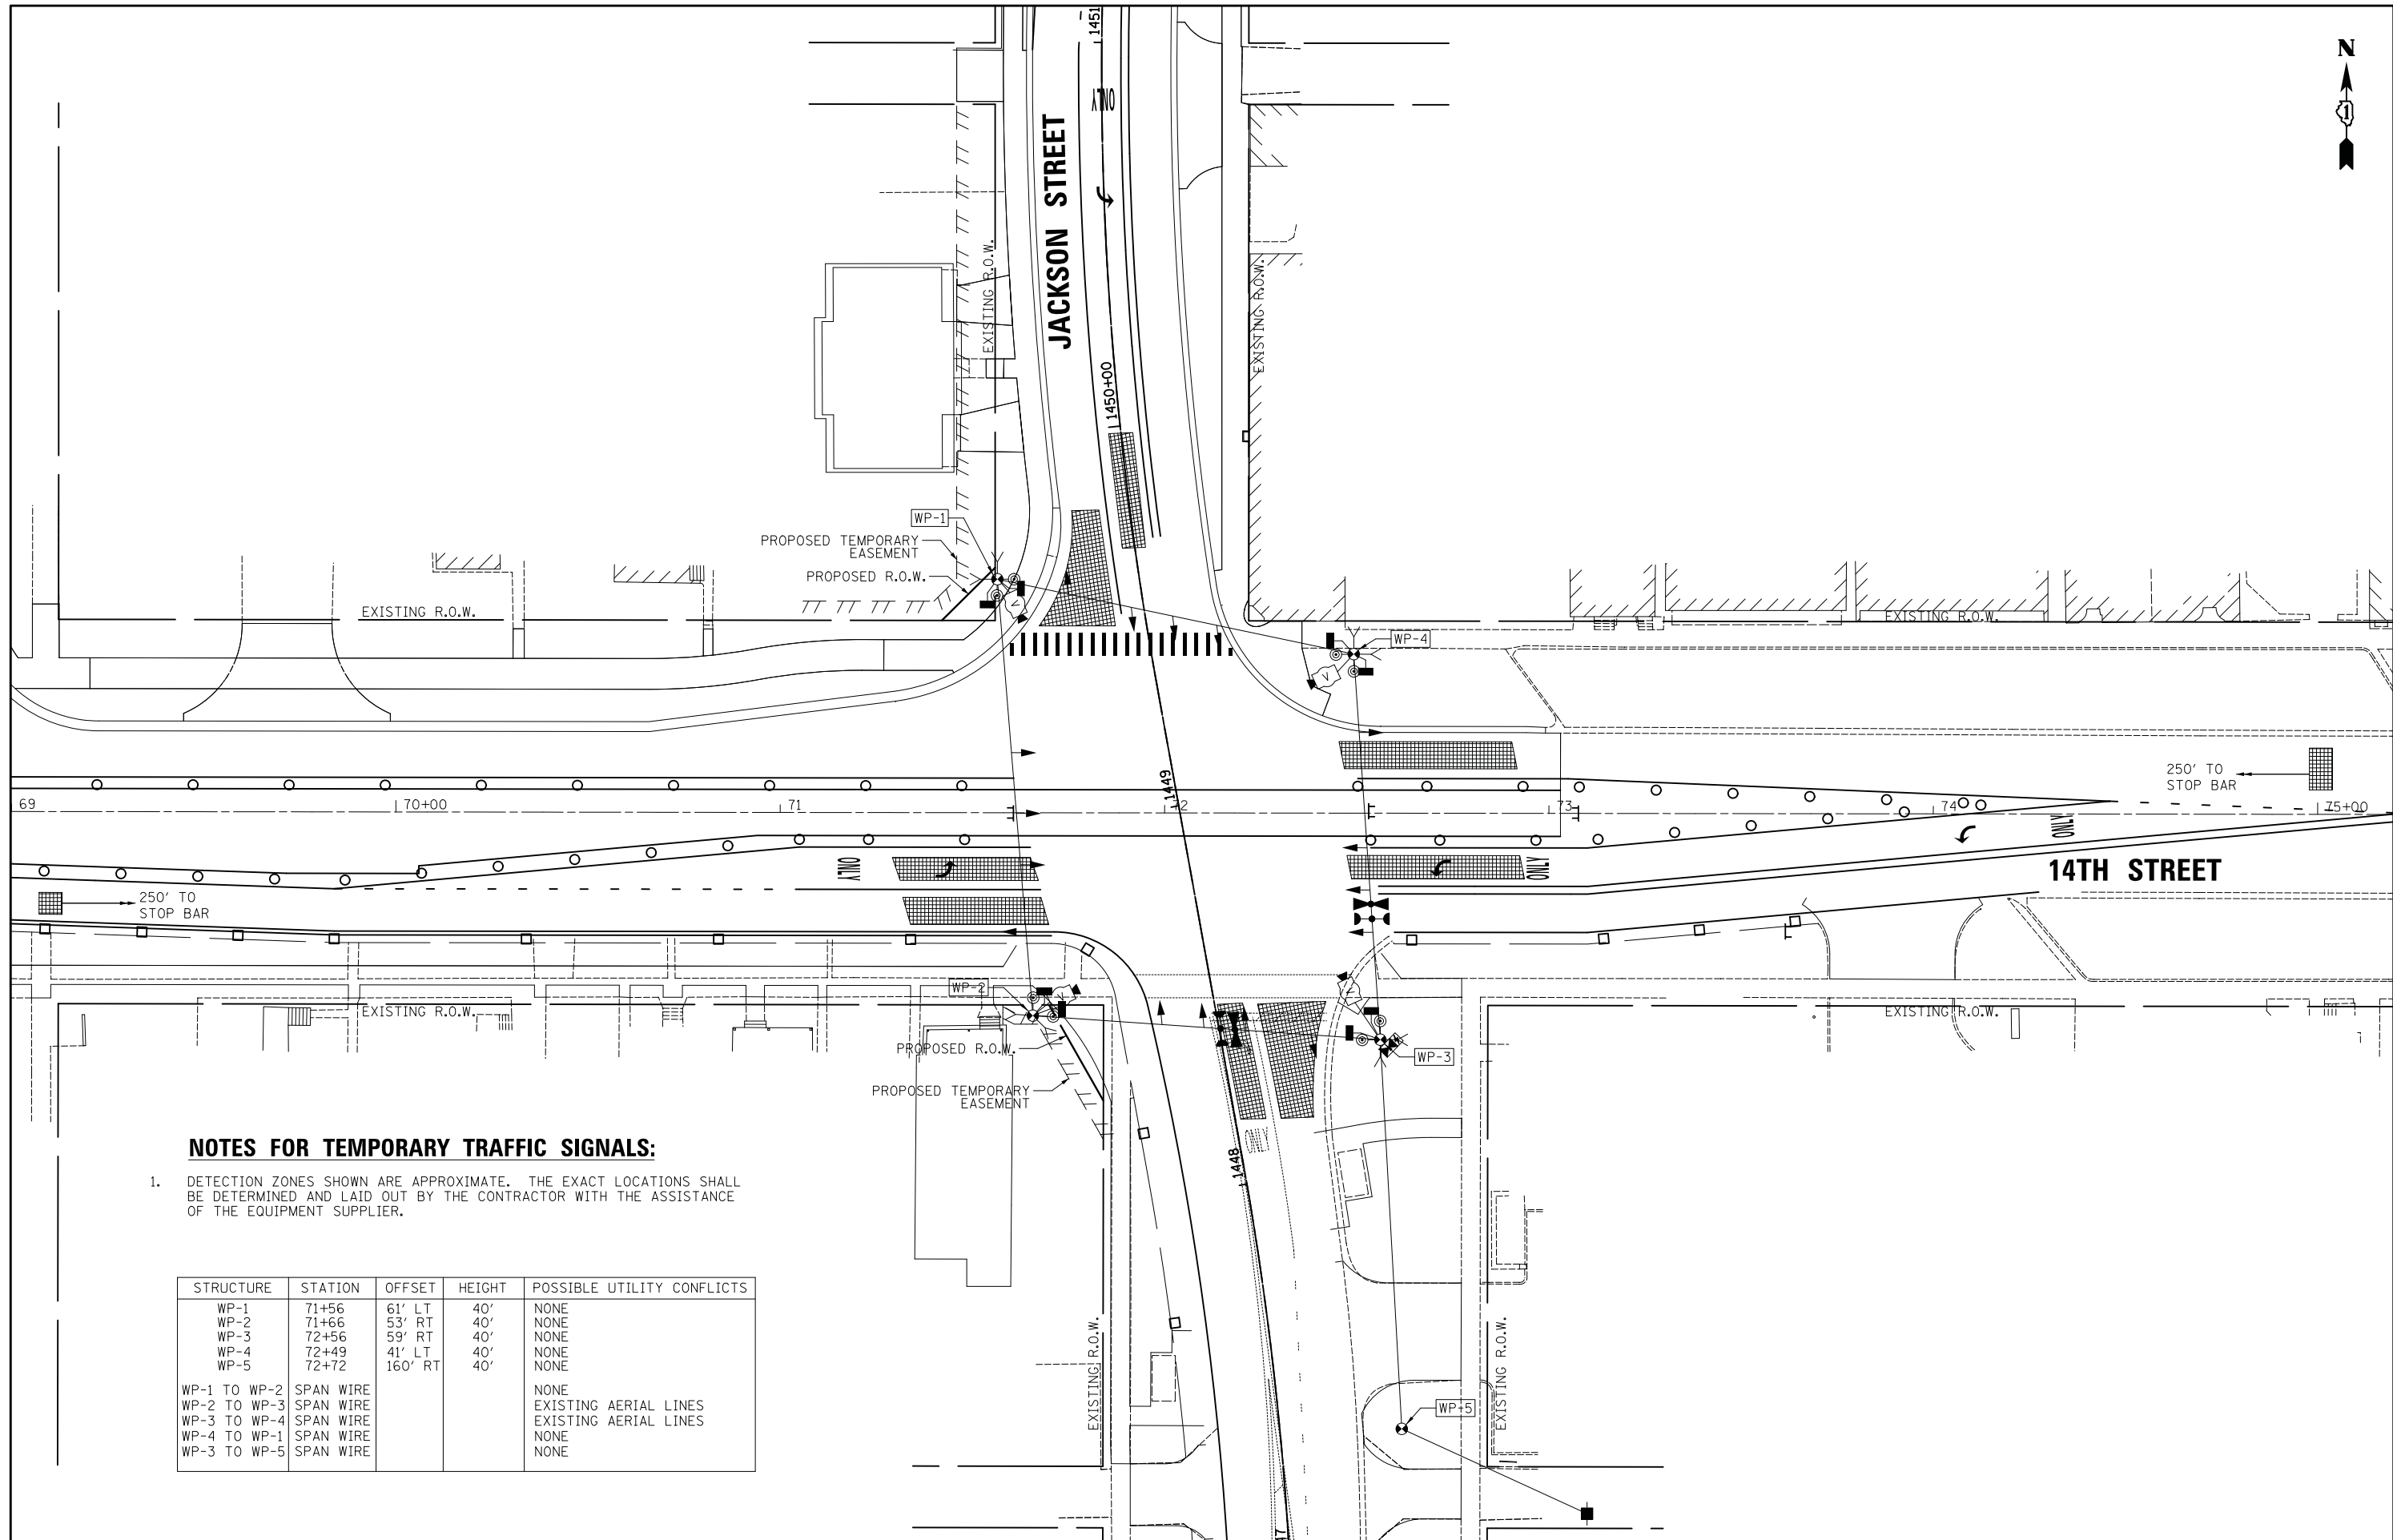 1451
N
1
ONLY
JACKSON STREET
EXISTING R.O.W.
EXISTING R.O.W.
1450+00
WP-1
PROPOSED TEMPORARY
EASEMENT
PROPOSED R.O.W.
EXISTING R.O.W.
EXISTING R.O.W.
WP-4
V
V
250' TO
STOP BAR
69
70+00
71
1449
72
73
74
75+00
ONLY
ONLY
ONLY
14TH STREET
250' TO
STOP BAR
WP-2
V
V
EXISTING R.O.W.
EXISTING R.O.W.
PROPOSED R.O.W.
WP-3
PROPOSED TEMPORARY
EASEMENT
ONLY
1448
NOTES FOR TEMPORARY TRAFFIC SIGNALS:
1. DETECTION ZONES SHOWN ARE APPROXIMATE. THE EXACT LOCATIONS SHALL
BE DETERMINED AND LAID OUT BY THE CONTRACTOR WITH THE ASSISTANCE
OF THE EQUIPMENT SUPPLIER.
STRUCTURE STATION OFFSET HEIGHT POSSIBLE UTILITY CONFLICTS
WP-1 71+56 61' LT 40' NONE
WP-2 71+66 53' RT 40' NONE
WP-3 72+56 59' RT 40' NONE
WP-4 72+49 41' LT 40' NONE
WP-5 72+72 160' RT 40' NONE
WP-1 TO WP-2 SPAN WIRE NONE
WP-2 TO WP-3 SPAN WIRE EXISTING AERIAL LINES
WP-3 TO WP-4 SPAN WIRE EXISTING AERIAL LINES
WP-4 TO WP-1 SPAN WIRE NONE
WP-3 TO WP-5 SPAN WIRE NONE
EXISTING R.O.W.
EXISTING R.O.W.
WP-5